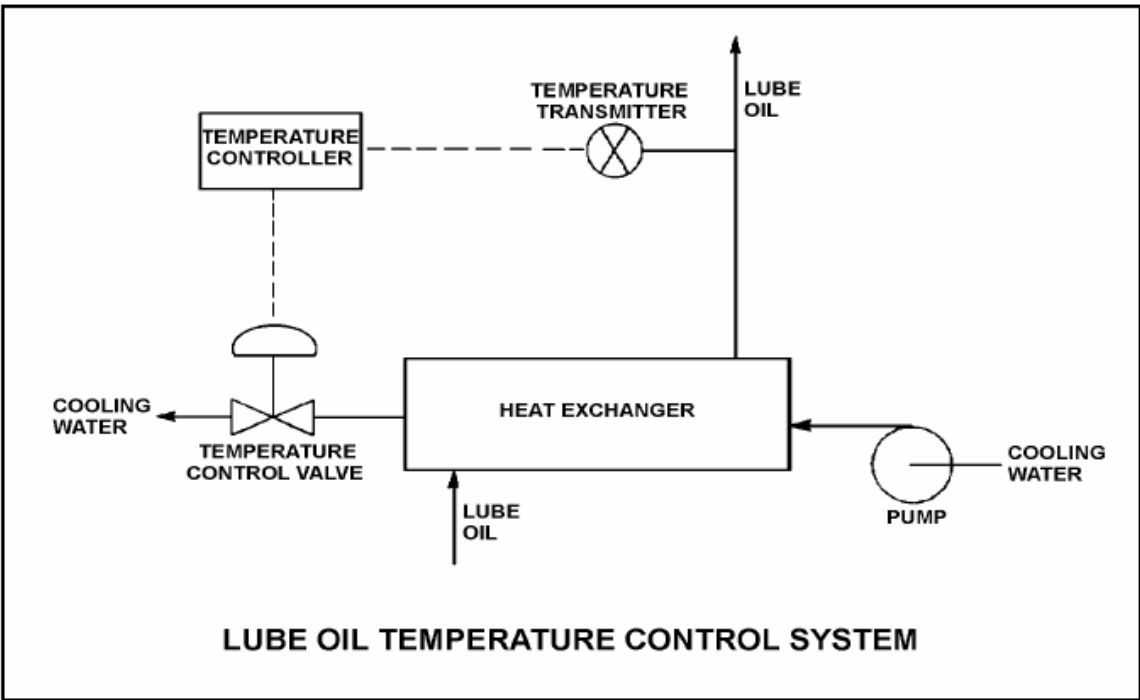 TEMPERATURE
TRANSMITTER
LUBE
OIL
TEMPERATURE
CONTROLLER
COOLING
WATER
TEMPERATURE
CONTROL VALVE
HEAT EXCHANGER
COOLING
WATER
PUMP
LUBE
OIL
LUBE OIL TEMPERATURE CONTROL SYSTEM